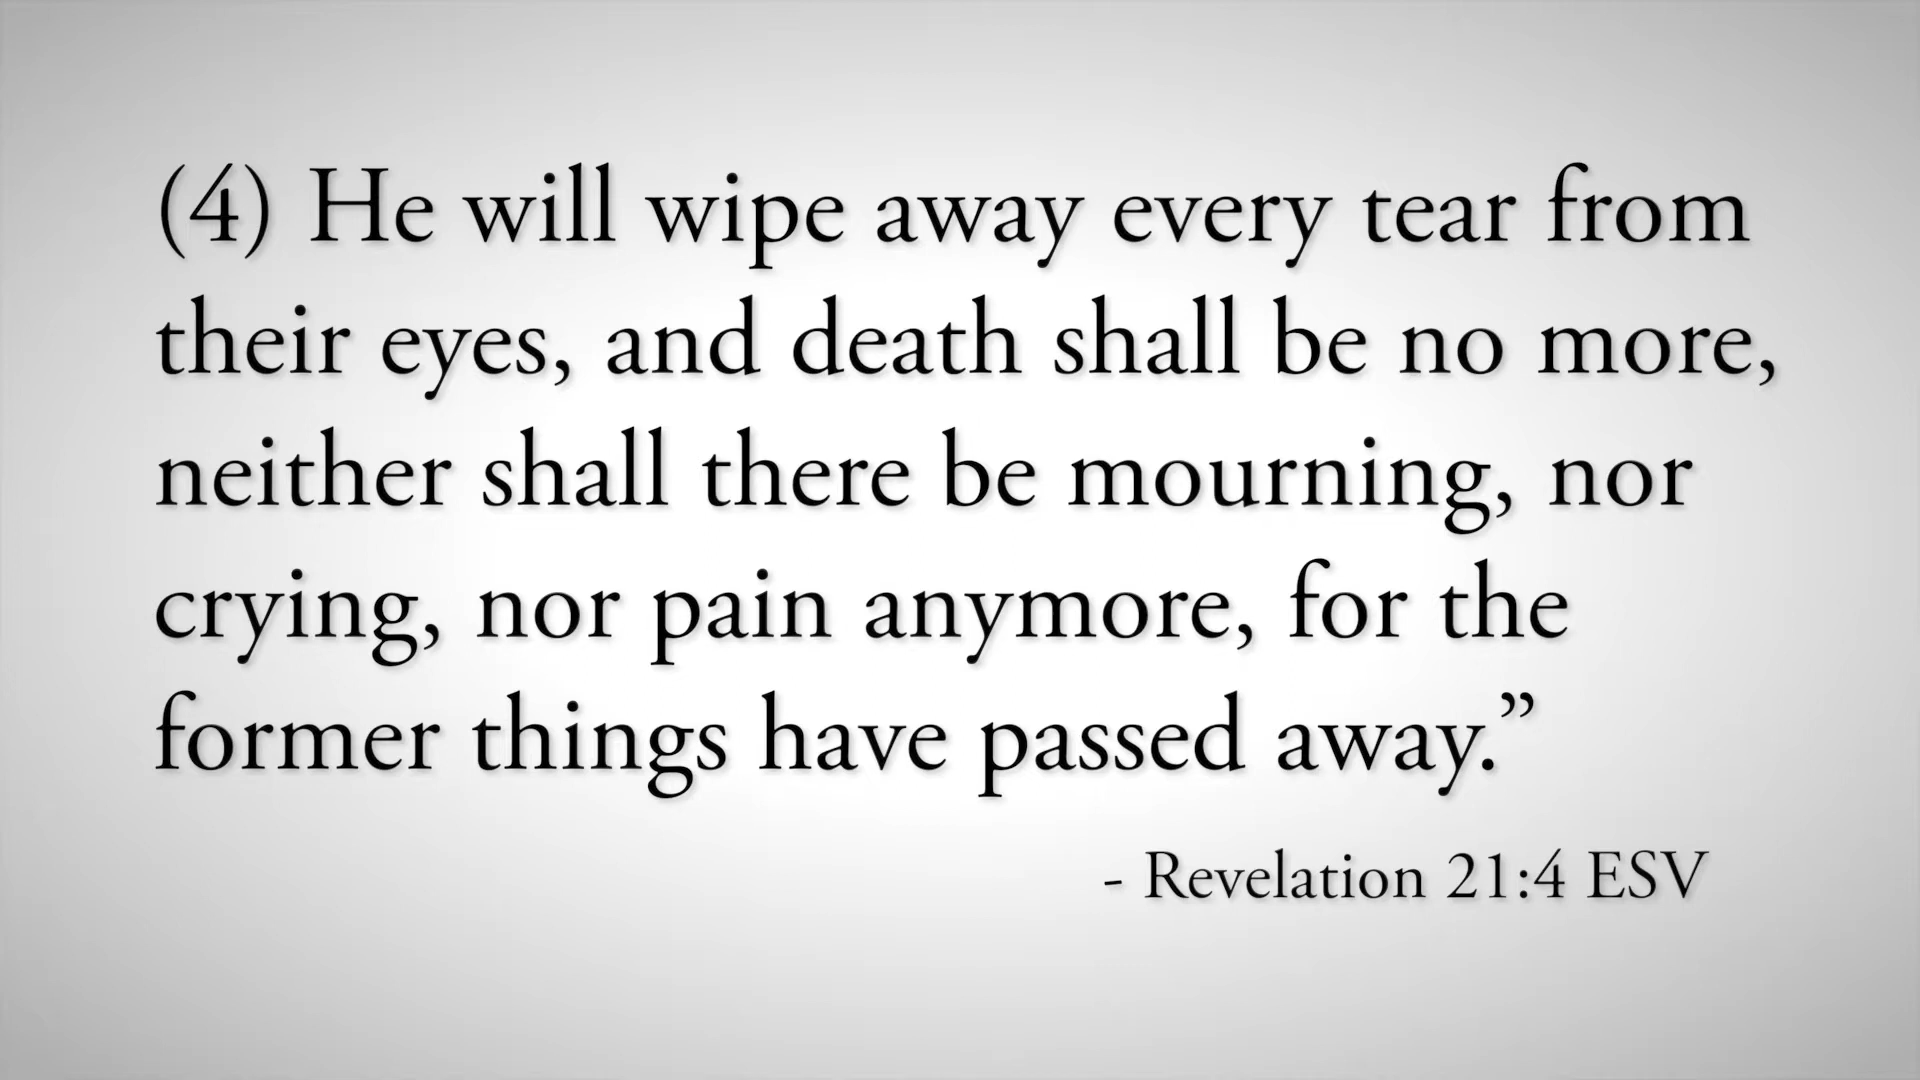 (4) He will wipe away every tear from
their eyes, and death shall be no more,
neither shall there be mourning, nor
crying, nor pain anymore, for the
former things have passed away.”
- Revelation 21:4 ESV